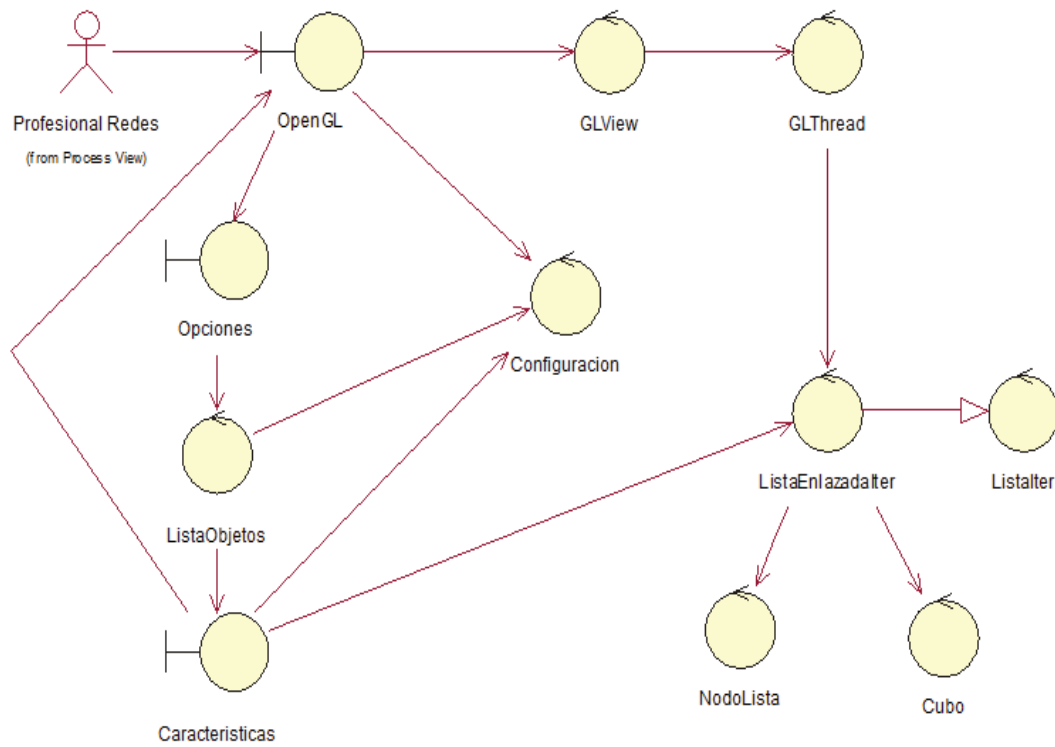 Profesional Redes
(from Process View)
OpenGL
GLView
GLThread
Opciones
Configuracion
ListaObjetos
ListaEnlazadaIter
ListaIter
Caracteristicas
NodoLista
Cubo